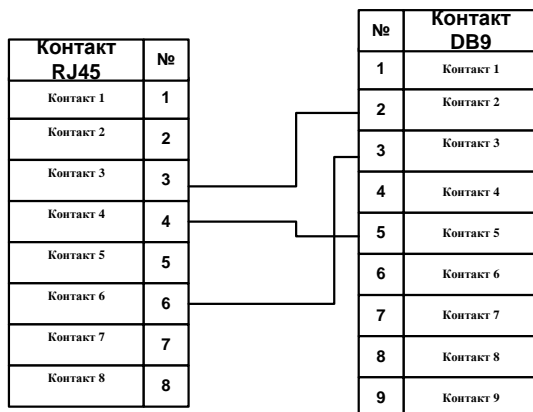 Контакт
RJ45
№
Контакт 1
1
Контакт 2
2
Контакт 3
3
Контакт 4
4
Контакт 5
5
Контакт 6
6
Контакт 7
7
Контакт 8
8
№
Контакт
DB9
1
Контакт 1
2
Контакт 2
3
Контакт 3
4
Контакт 4
5
Контакт 5
6
Контакт 6
7
Контакт 7
8
Контакт 8
9
Контакт 9